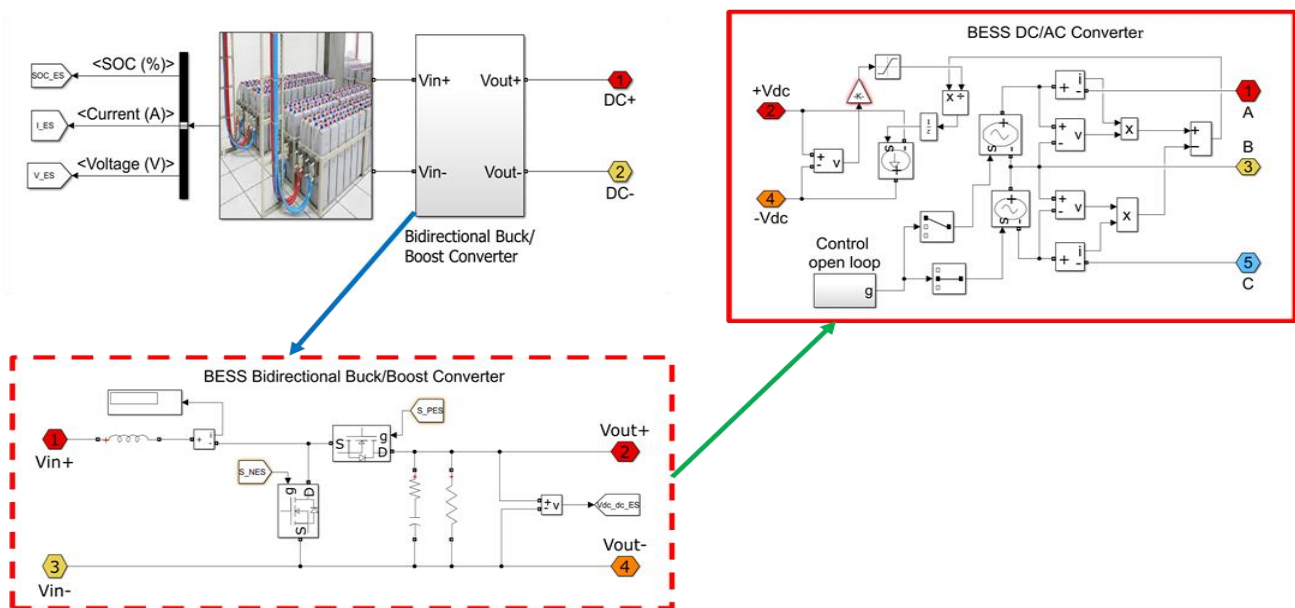 <SOC (%)>
SOC_ES
<Current (A)>
I_ES
<Voltage (V)>
V_ES
Vin+
Vout+
Vin-
Vout-
1
DC+
2
DC-
Bidirectional Buck/
Boost Converter
BESS DC/AC Converter
+Vdc
2
4
-Vdc
-K-
X ÷
1
z
+
-
v
s
-
+
+
s
-
+
s
-
+
i
-
+
-
v
+
-
v
+
i
-
X
X
+
-
1
A
B
3
5
C
Control
open loop
g
BESS Bidirectional Buck/Boost Converter
1
Vin+
+
i
-
S_PES
S
g
D
S_NES
g
D
S
+
-
v
Vdc_dc_ES
Vout+
2
Vout-
4
3
Vin-